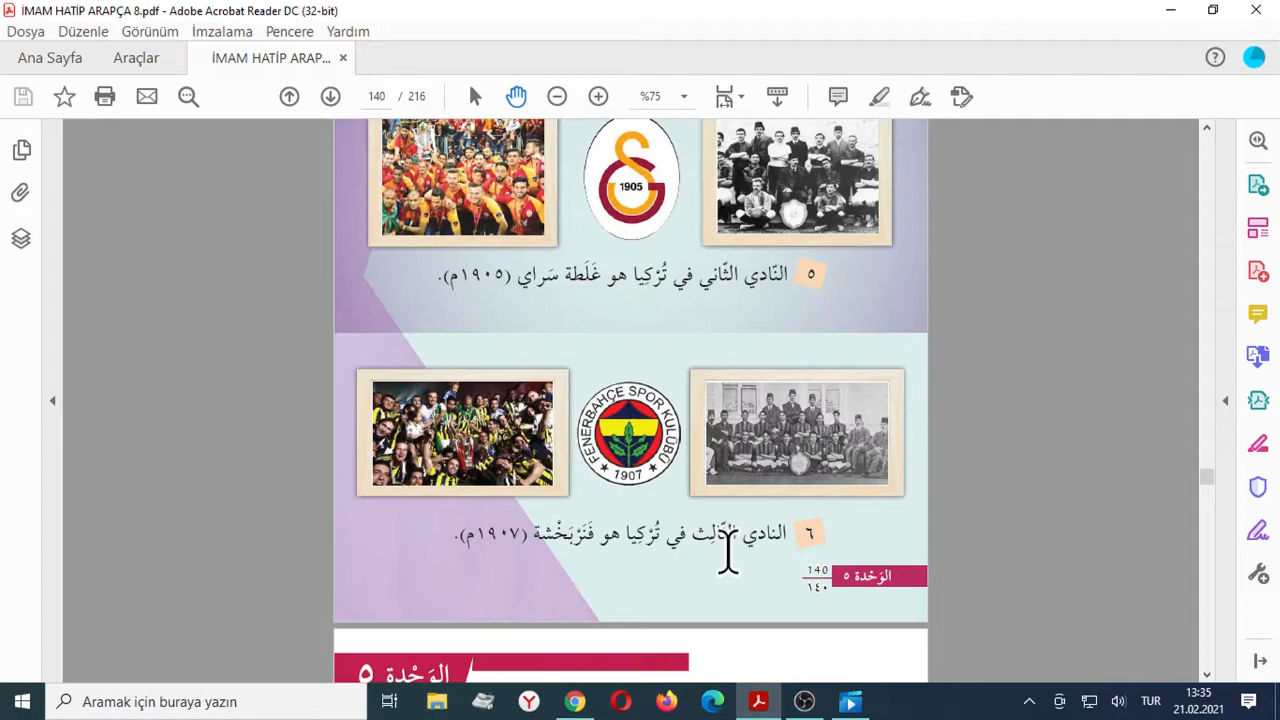 İMAM HATİP ARAPÇA 8.pdf - Adobe Acrobat Reader DC (32-bit)
Dosya Düzenle Görünüm İmzalama Pencere Yardım
Ana Sayfa Araçlar İMAM HATİP ARAP...
140 / 216 %75
1905
٥ النّادي الثّاني في تُرْكِيا هو غَلَطة سَراي (١٩٠٥م).
FENERBAHÇE SPOR KULÜBÜ
1907
٦ النادي الثّالِث في تُرْكِيا هو فَنَرْبَخْشة (١٩٠٧م).
140
١٤٠
الوَحْدة ٥
الوَحْدة ٥
Aramak için buraya yazın
TUR
13:35
21.02.2021